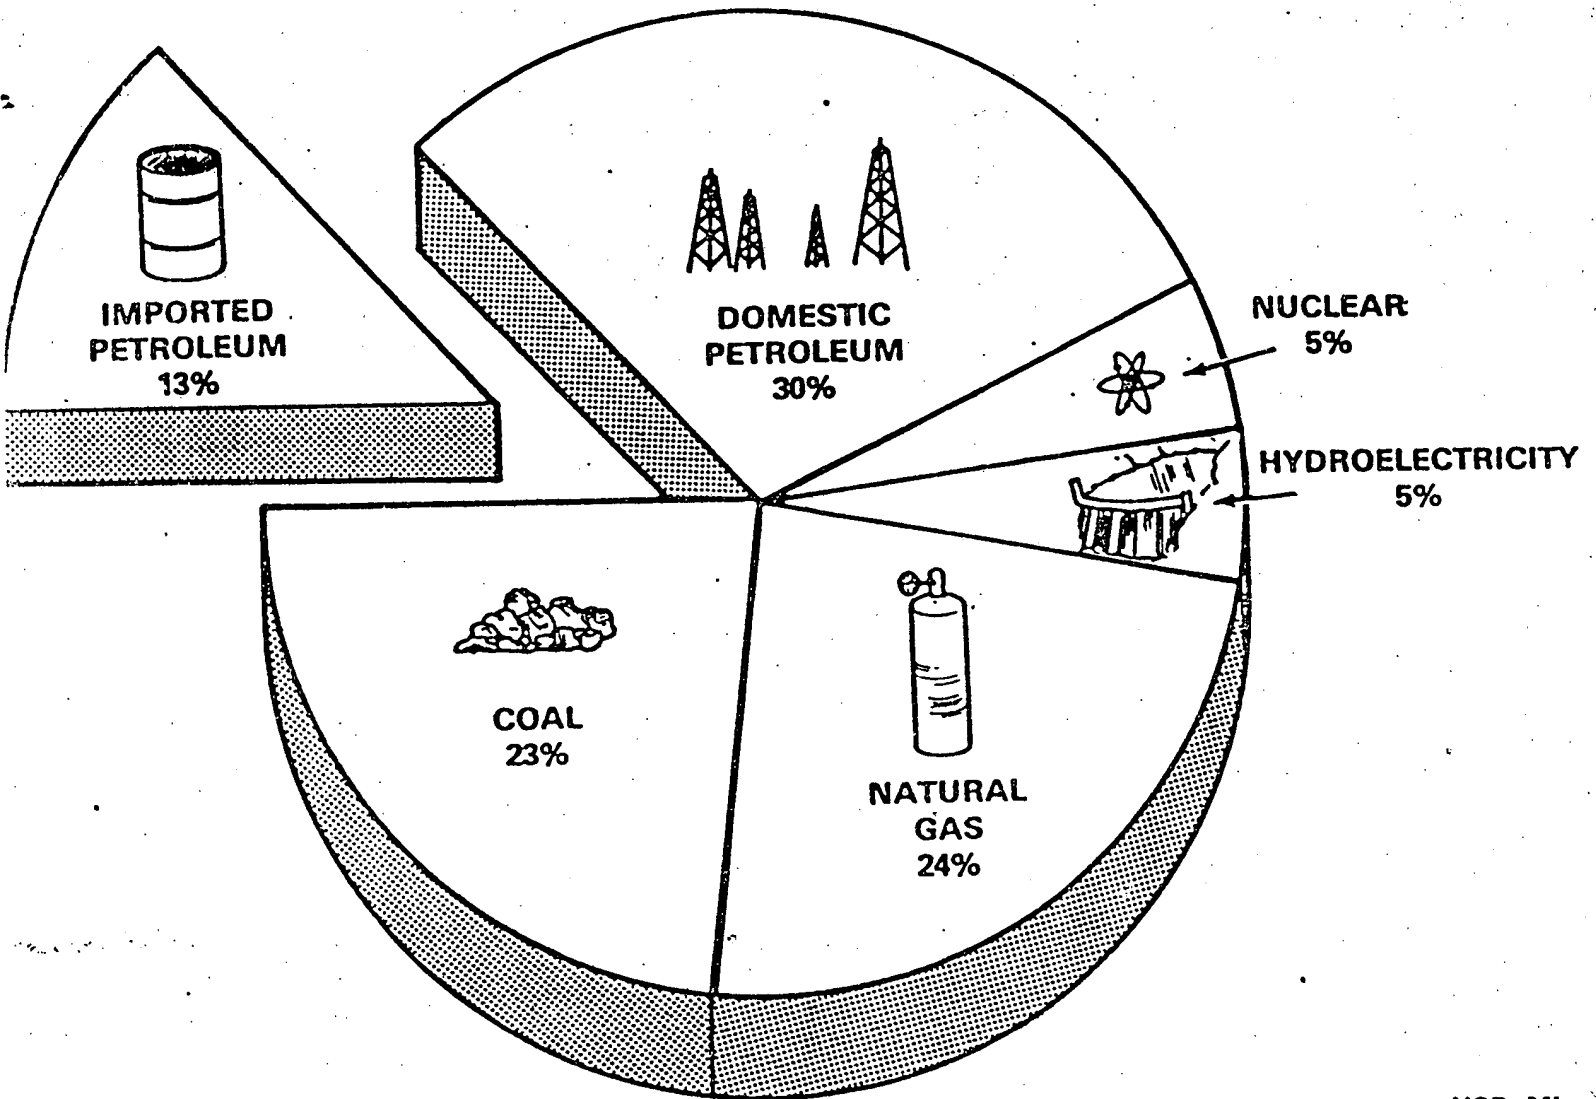 IMPORTED
PETROLEUM
13%
DOMESTIC
PETROLEUM
30%
NUCLEAR
5%
HYDROELECTRICITY
5%
COAL
23%
NATURAL
GAS
24%